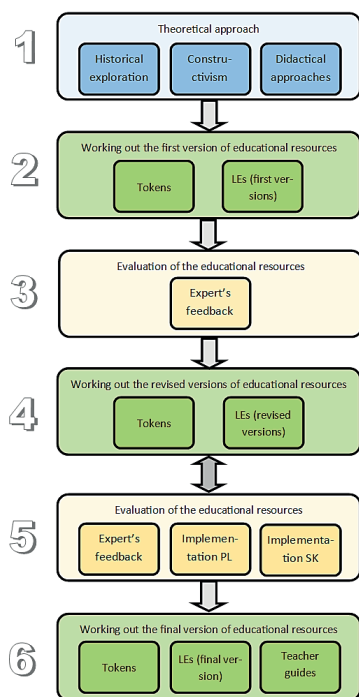 1
Theoretical approach
Historical
exploration
Constru-
ctivism
Didactical
approaches
2
Working out the first version of educational resources
Tokens
LEs (first ver-
sions)
3
Evaluation of the educational resources
Expert's
feedback
4
Working out the revised versions of educational resources
Tokens
LEs (revised
versions)
5
Evaluation of the educational resources
Expert's
feedback
Implemen-
tation PL
Implementa-
tation SK
6
Working out the final version of educational resources
Tokens
LEs (final ver-
sion)
Teacher
guides